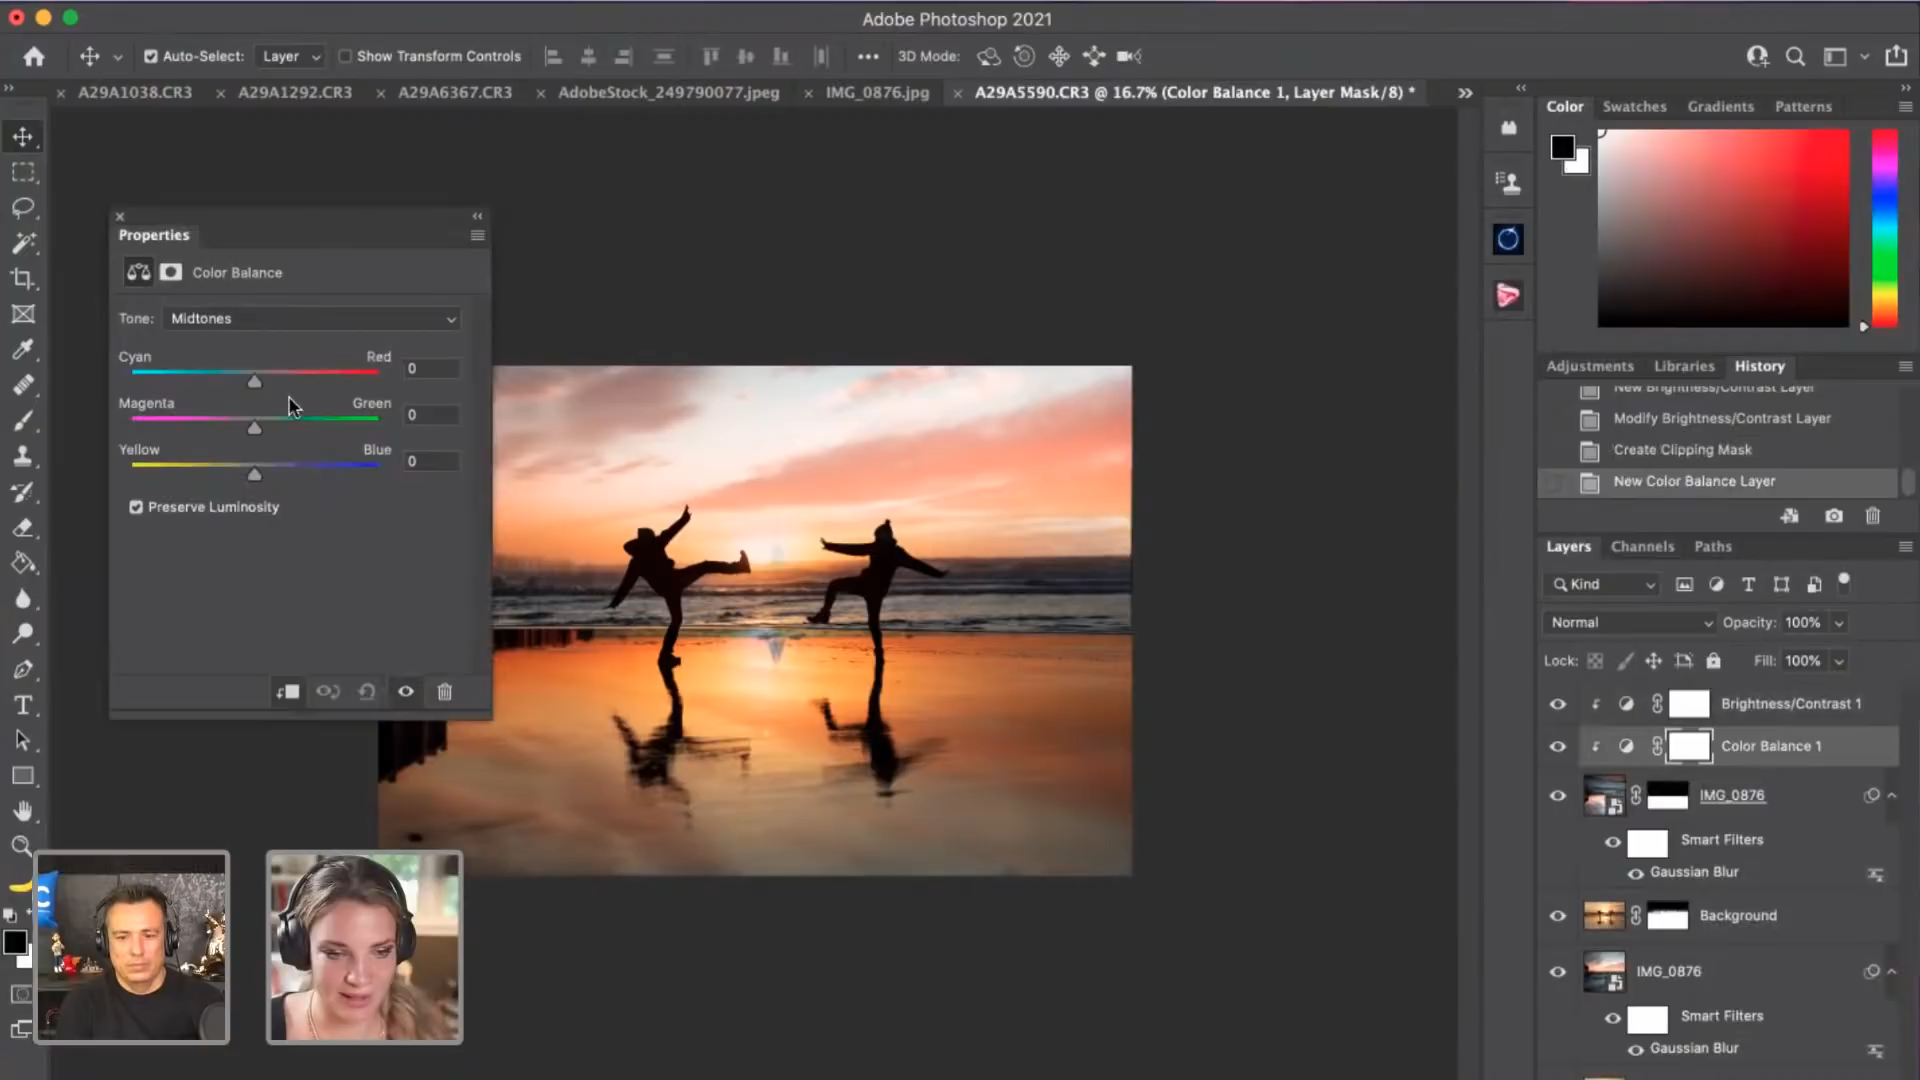 Adobe Photoshop 2021
Auto-Select: Layer Show Transform Controls 3D Mode:
A29A1038.CR3 A29A1292.CR3 A29A6367.CR3 AdobeStock_249790077.jpeg IMG_0876.jpg A29A5590.CR3 @ 16.7% (Color Balance 1, Layer Mask/8) *
Color Swatches Gradients Patterns
Properties
Color Balance
Tone: Midtones
Cyan Red 0
Magenta Green 0
Yellow Blue 0
Preserve Luminosity
Adjustments Libraries History
New Brightness/Contrast Layer
Modify Brightness/Contrast Layer
Create Clipping Mask
New Color Balance Layer
Layers Channels Paths
Kind
Normal Opacity: 100%
Lock: Fill: 100%
Brightness/Contrast 1
Color Balance 1
IMG_0876
Smart Filters
Gaussian Blur
Background
IMG_0876
Smart Filters
Gaussian Blur